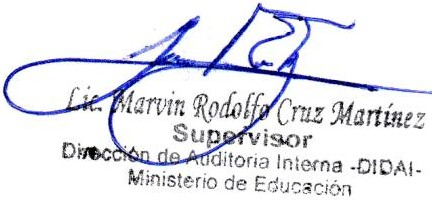 Lic. Marvin Rodolfo Cruz Martínez
Supervisor
Dirección de Auditoria Interna -DIDAI-
Ministerio de Educación